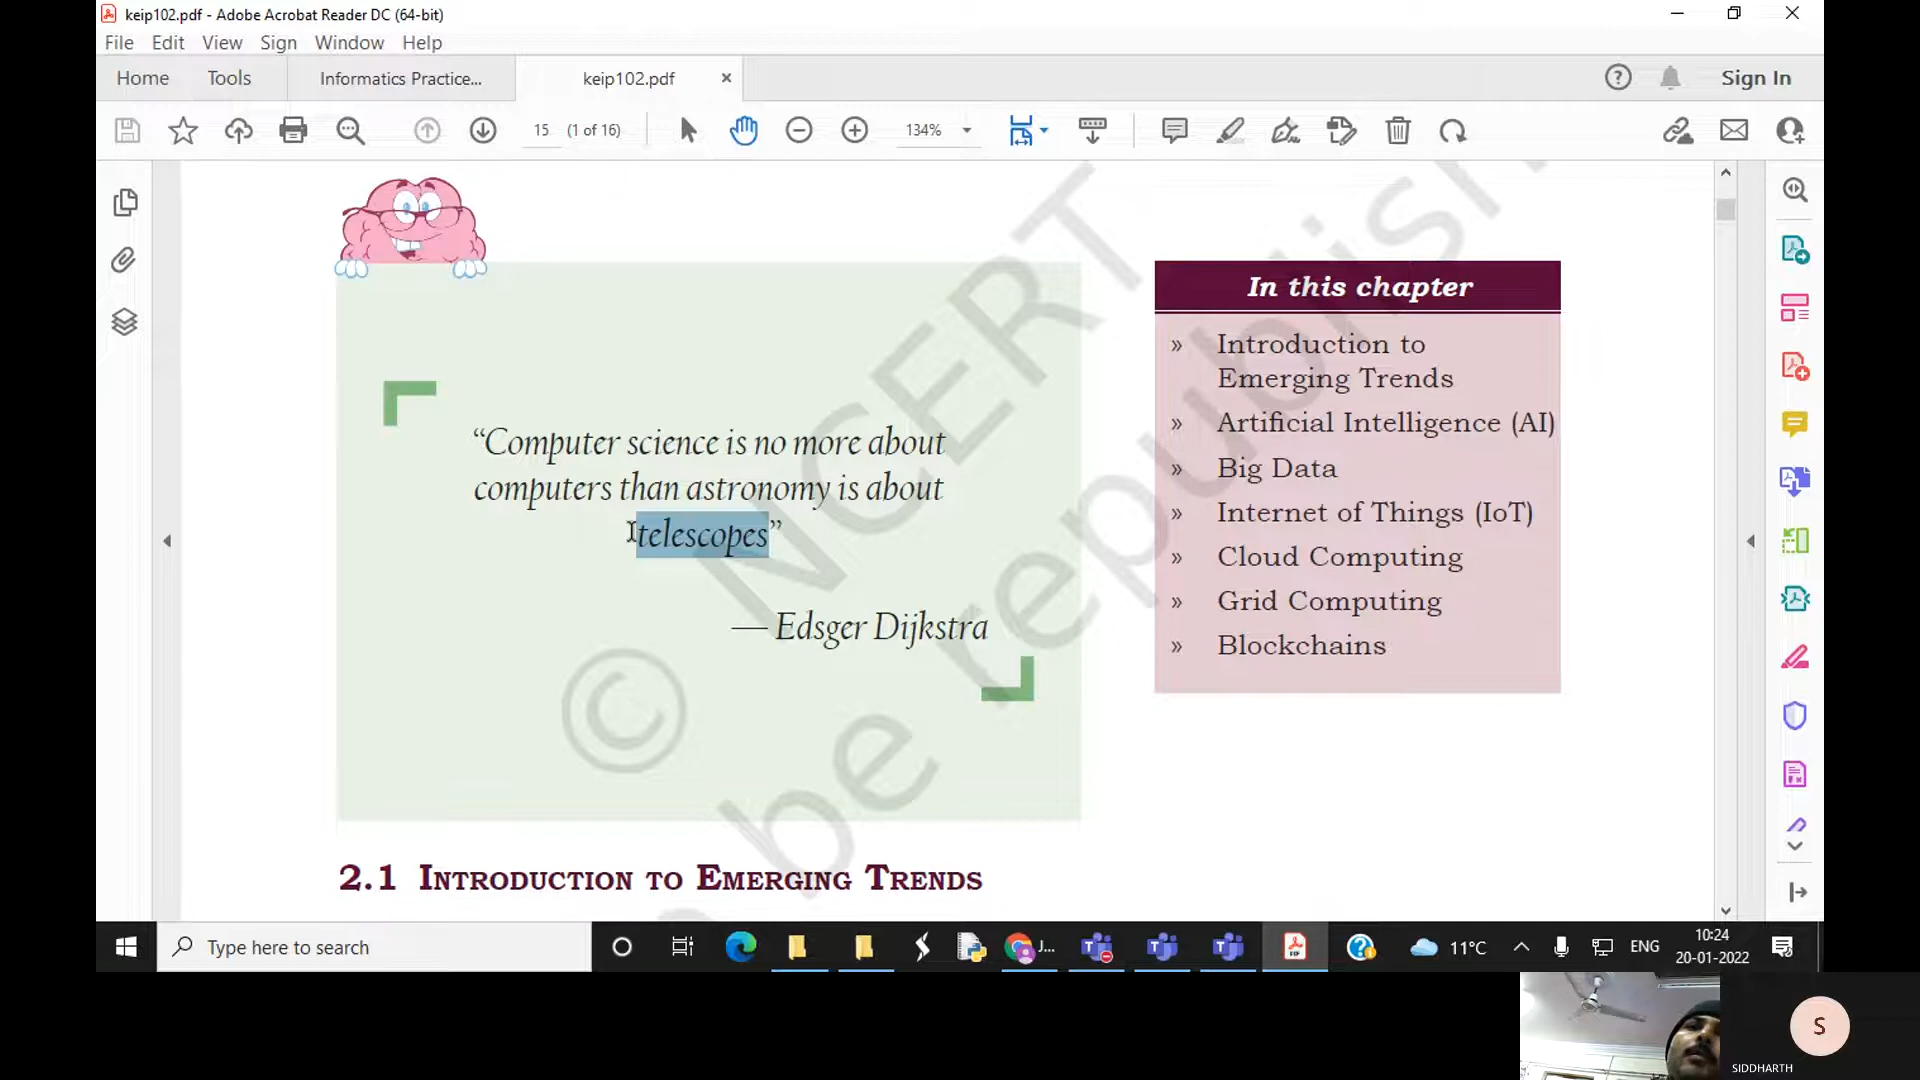 keip102.pdf - Adobe Acrobat Reader DC (64-bit)
File Edit View Sign Window Help
Home Tools Informatics Practice... keip102.pdf × Sign In
15 (1 of 16) 134%
In this chapter
» Introduction to
Emerging Trends
» Artificial Intelligence (AI)
» Big Data
» Internet of Things (IoT)
» Cloud Computing
» Grid Computing
» Blockchains
“Computer science is no more about
computers than astronomy is about
telescopes”
— Edsger Dijkstra
© NCERT
be republish
2.1 Introduction to Emerging Trends
Type here to search J... 11°C ENG 10:24
20-01-2022
S
SIDDHARTH